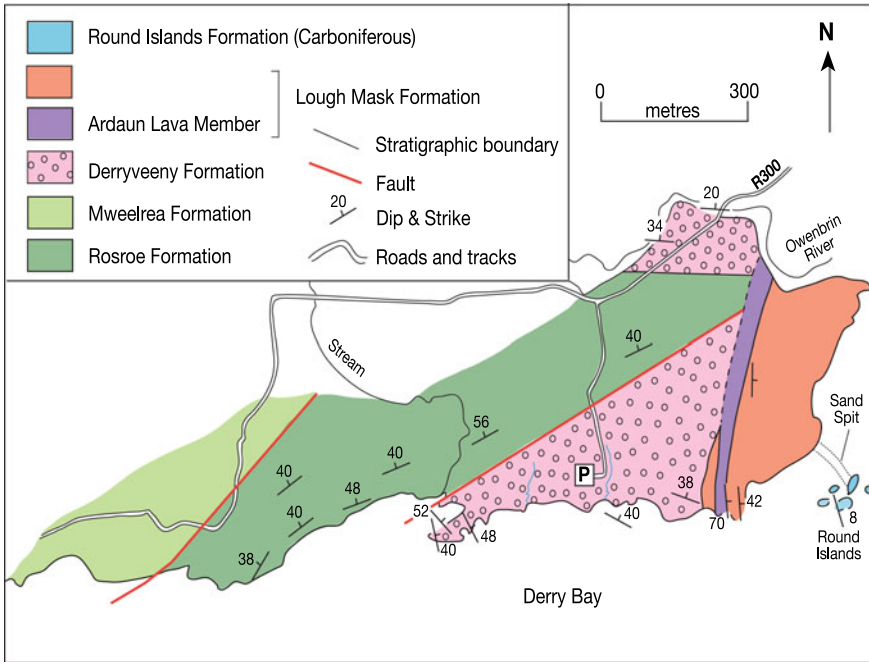 Round Islands Formation (Carboniferous)
Lough Mask Formation
Ardaun Lava Member
Derryveeny Formation
Mweelrea Formation
Rosroe Formation
Stratigraphic boundary
Fault
20
Dip & Strike
Roads and tracks
N
0
300
metres
R300
20
34
Owenbrin
River
Stream
40
56
40
40
48
40
38
52
40
48
P
40
38
70
42
Sand
Spit
8
Round
Islands
Derry Bay